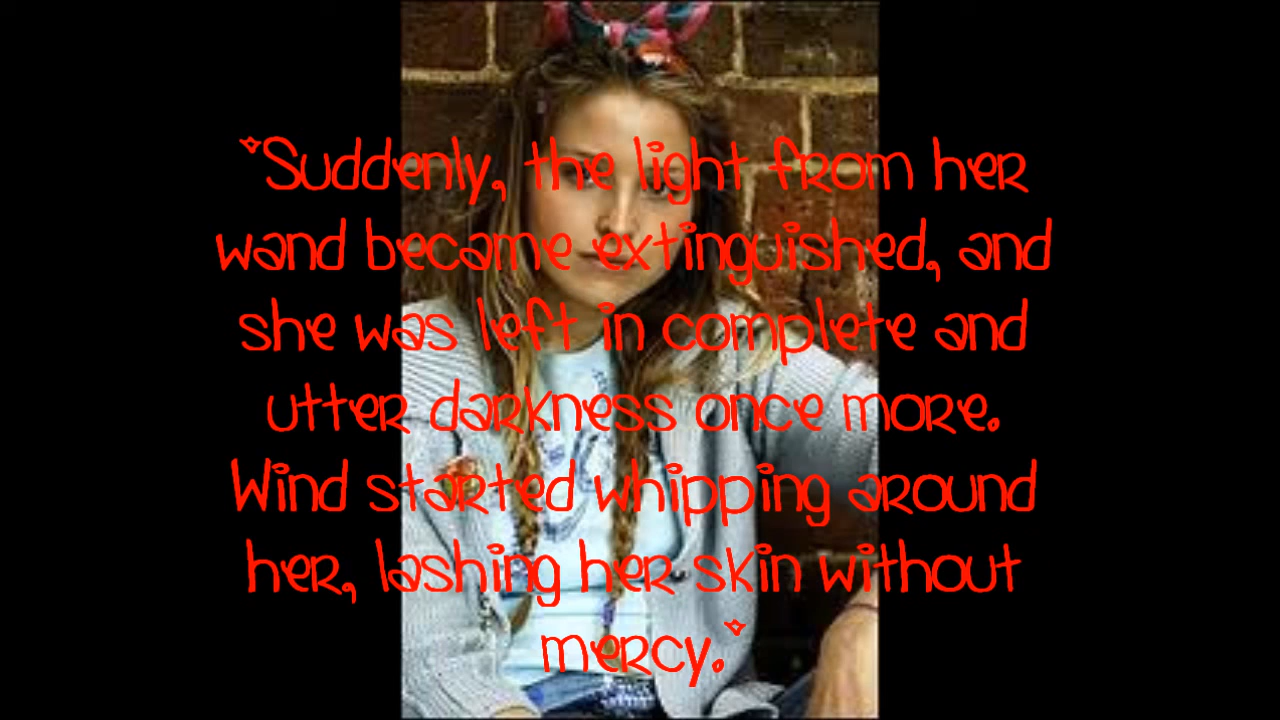 "Suddenly, the light from her
wand became extinguished, and
she was left in complete and
utter darkness once more.
Wind started whipping around
her, lashing her skin without
mercy."